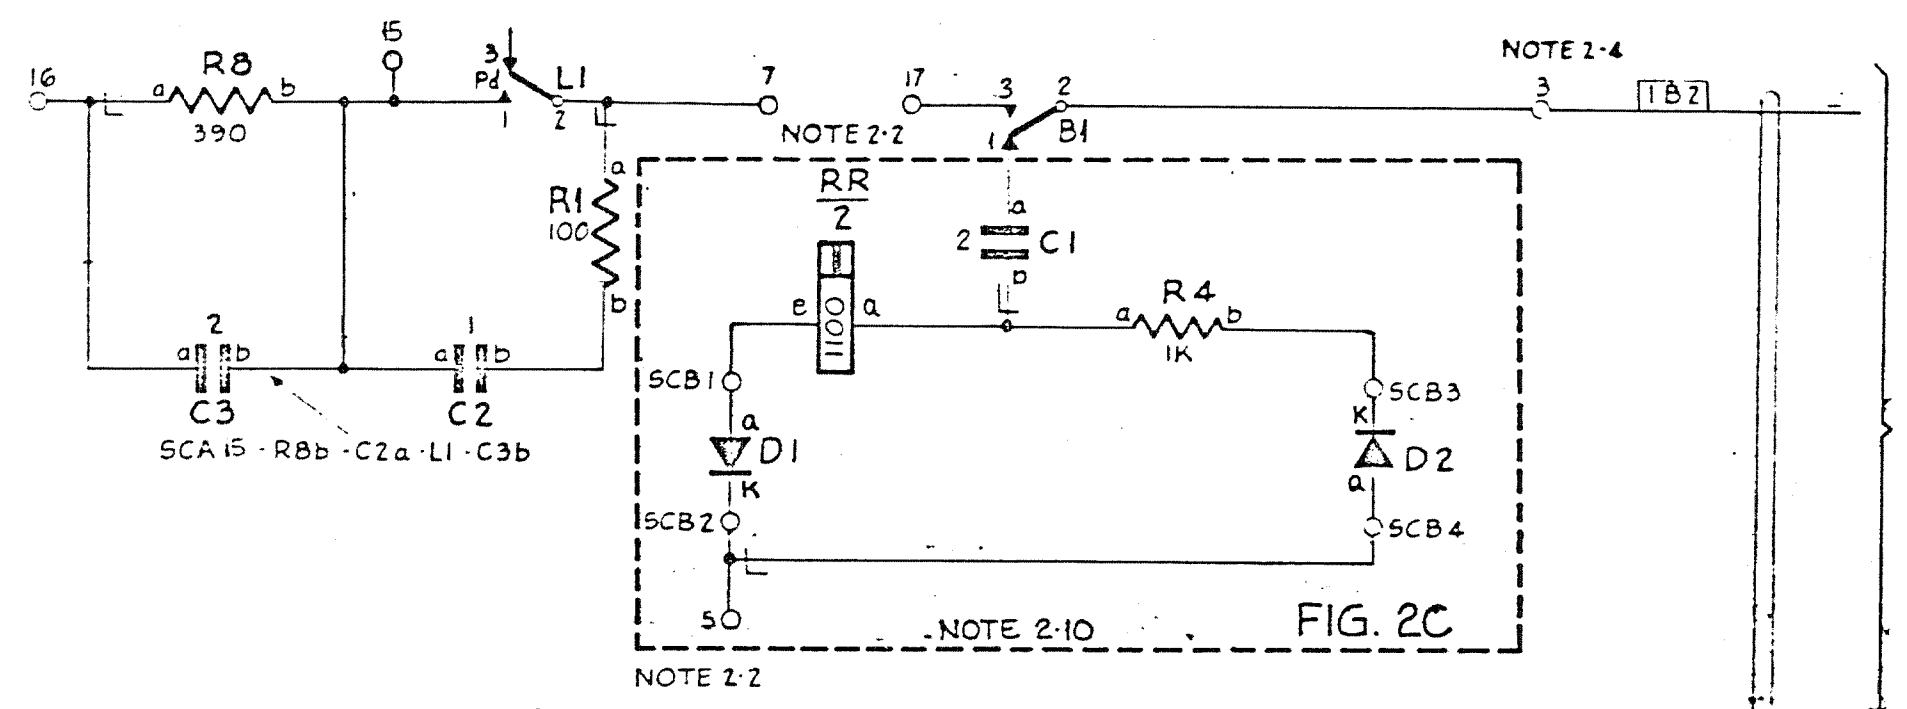 NOTE 2·4
15
16
R8
a
b
390
3
Pd
L1
1
2
7
17
3
2
1
B1
3
1B2
NOTE 2·2
a
R1
100
b
RR
2
a
2
C1
b
e
1100
a
a
R4
b
1K
2
a
b
C3
1
a
b
C2
SCA 15 · R8b · C2a · L1 · C3b
SCB1
a
D1
K
SCB2
SCB3
K
D2
a
SCB4
5
NOTE 2·10
FIG. 2C
NOTE 2·2